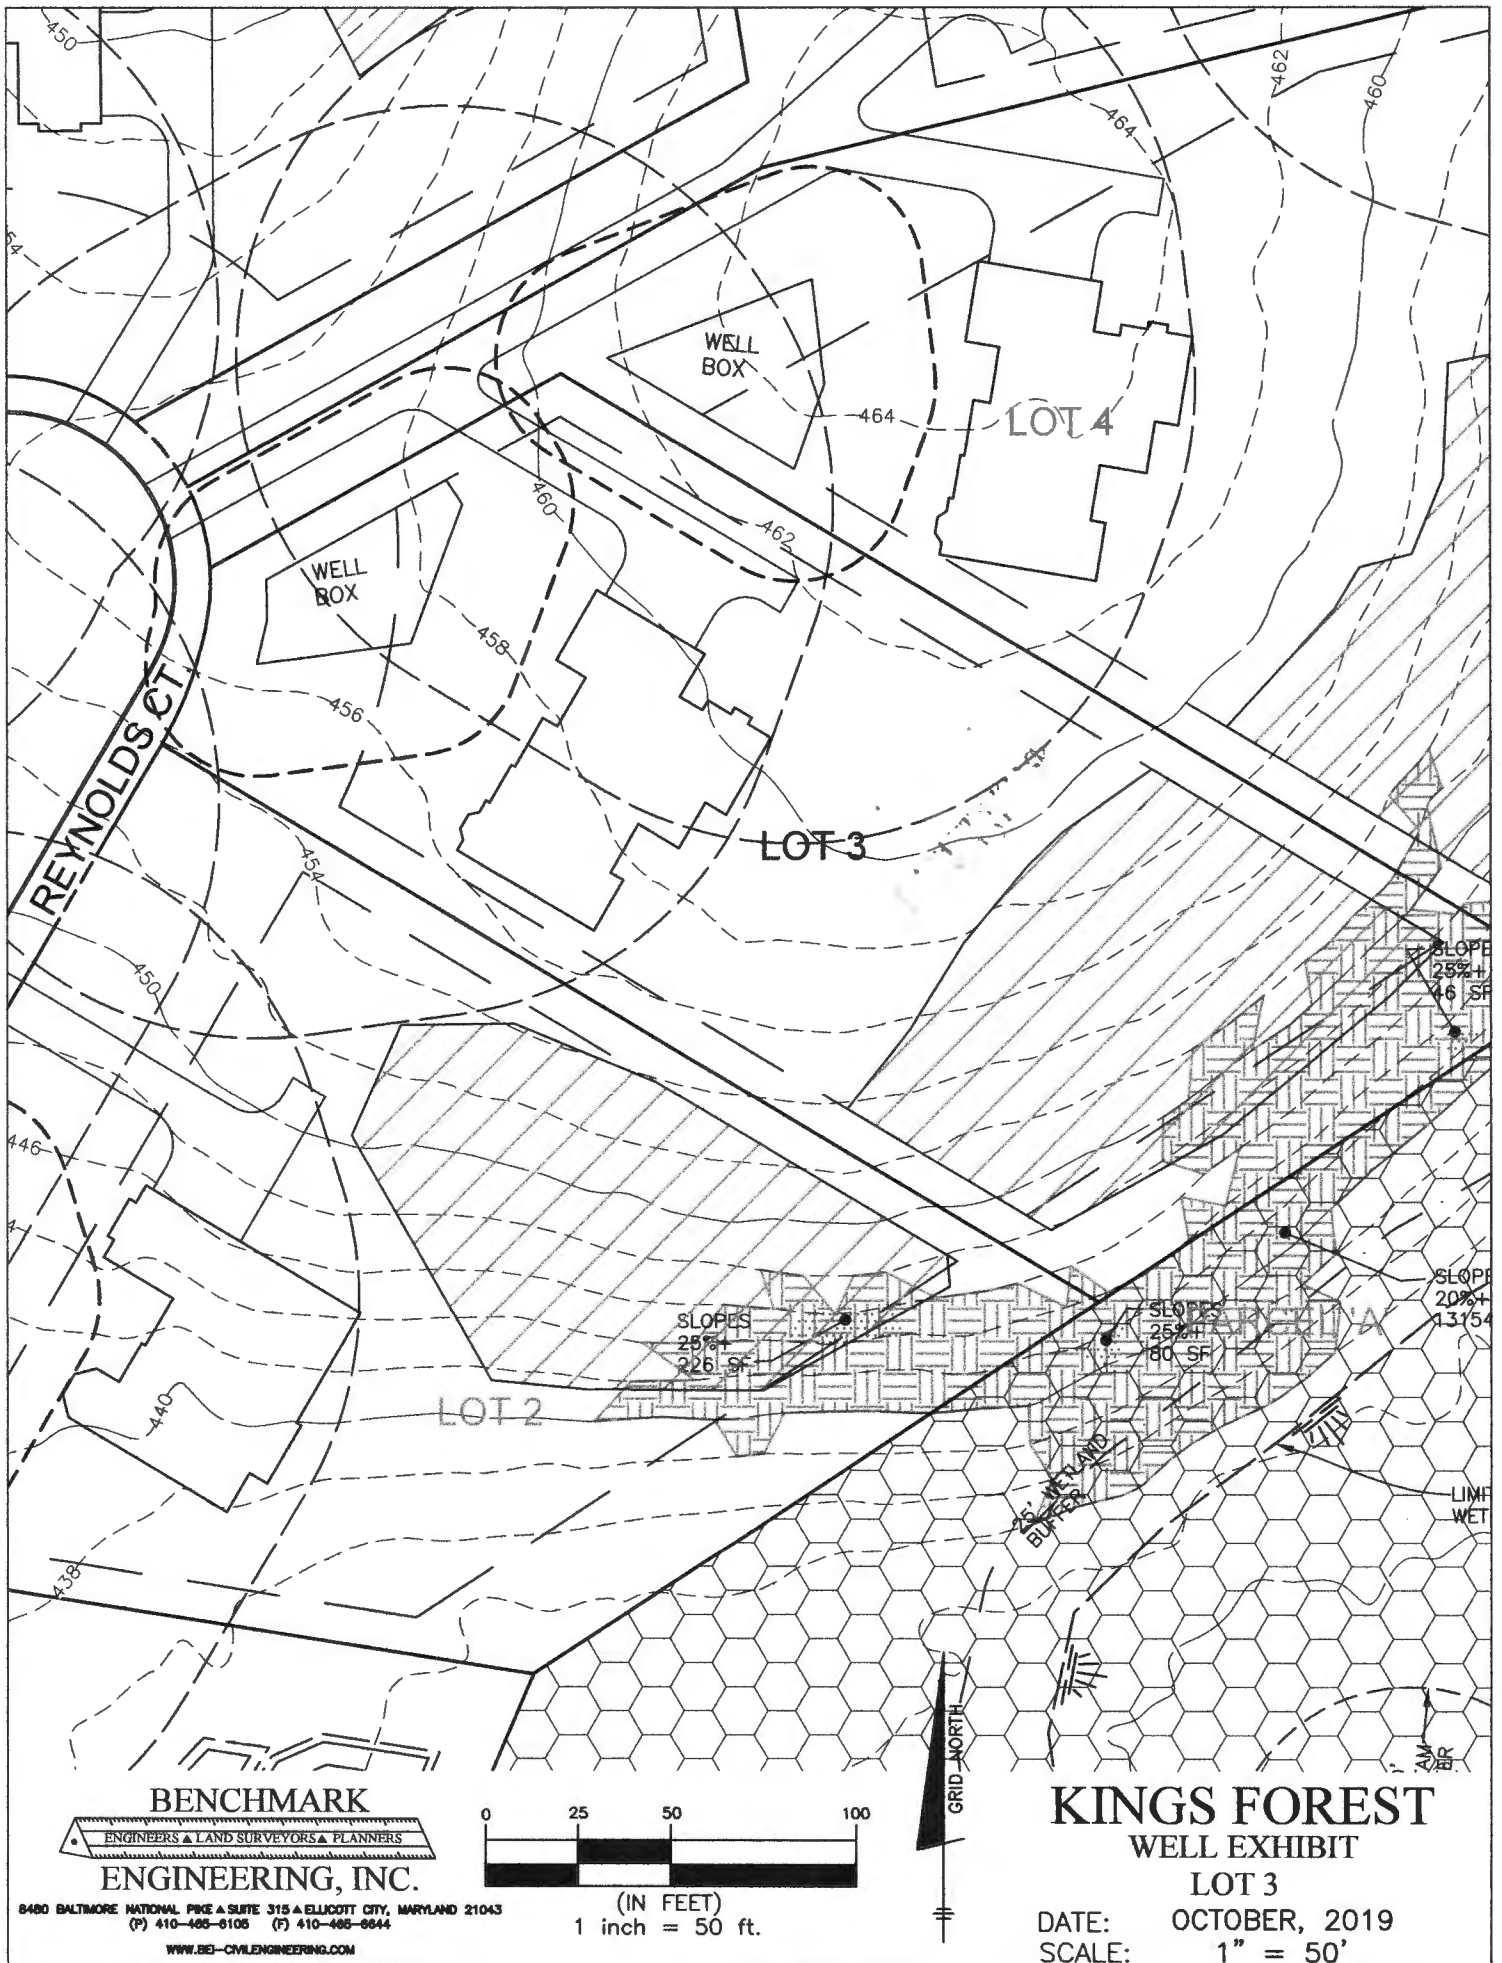 450
462
460
464
54
WELL
BOX
464
LOT 4
460
462
WELL
BOX
458
456
REYNOLDS CT
LOT 3
454
450
SLOPE
25%+
46 SF
446
SLOPES
25%+
226 SF
SLOPES
25%+
80 SF
SLOPE
20%+
13154
LOT 2
440
25' WETLAND
BUFFER
WET
438
GRID NORTH
BENCHMARK
ENGINEERS ▲ LAND SURVEYORS ▲ PLANNERS
ENGINEERING, INC.
8480 BALTIMORE NATIONAL PIKE ▲ SUITE 315 ▲ ELLICOTT CITY, MARYLAND 21043
(P) 410-465-6105 (F) 410-465-6644
WWW.BEI-CIVILENGINEERING.COM
0 25 50 100
(IN FEET)
1 inch = 50 ft.
KINGS FOREST
WELL EXHIBIT
LOT 3
DATE: OCTOBER, 2019
SCALE: 1" = 50'